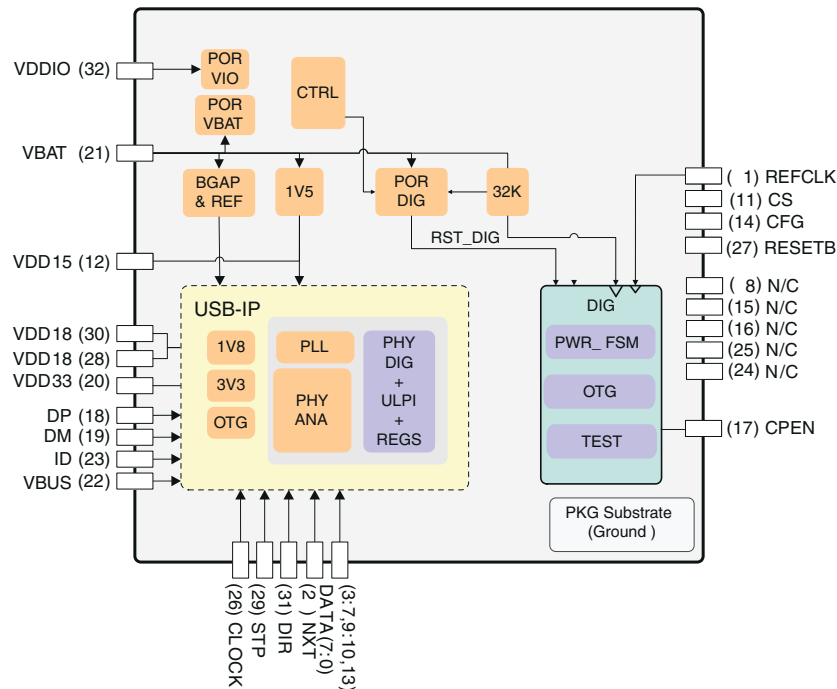 VDDIO (32)
POR
VIO
POR
VBAT
CTRL
VBAT (21)
BGAP
& REF
1V5
POR
DIG
32K
( 1) REFCLK
(11) CS
(14) CFG
(27) RESETB
RST_DIG
VDD15 (12)
( 8) N/C
(15) N/C
(16) N/C
(25) N/C
(24) N/C
USB-IP
DIG
VDD18 (30)
VDD18 (28)
VDD33 (20)
1V8
3V3
OTG
PLL
PHY
ANA
PHY
DIG
+
ULPI
+
REGS
PWR_ FSM
OTG
TEST
DP (18)
DM (19)
ID (23)
VBUS (22)
(17) CPEN
PKG Substrate
(Ground )
(26) CLOCK
(29) STP
(31) DIR
(2 ) NXT
DATA(7:0)
(3:7,9:10,13)